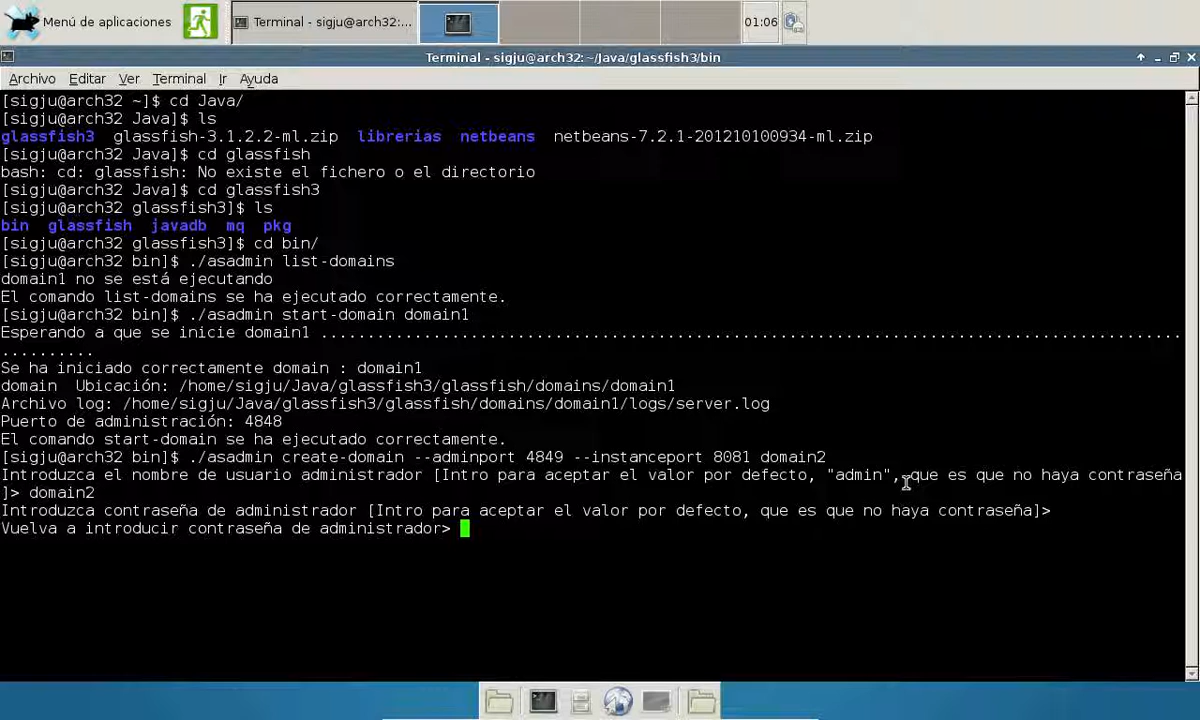 Menú de aplicaciones
Terminal - sigju@arch32:...
01:06
Terminal - sigju@arch32:~/Java/glassfish3/bin
Archivo Editar Ver Terminal Ir Ayuda
[sigju@arch32 ~]$ cd Java/
[sigju@arch32 Java]$ ls
glassfish3 glassfish-3.1.2.2-ml.zip librerias netbeans netbeans-7.2.1-201210100934-ml.zip
[sigju@arch32 Java]$ cd glassfish
bash: cd: glassfish: No existe el fichero o el directorio
[sigju@arch32 Java]$ cd glassfish3
[sigju@arch32 glassfish3]$ ls
bin glassfish javadb mq pkg
[sigju@arch32 glassfish3]$ cd bin/
[sigju@arch32 bin]$ ./asadmin list-domains
domain1 no se está ejecutando
El comando list-domains se ha ejecutado correctamente.
[sigju@arch32 bin]$ ./asadmin start-domain domain1
Esperando a que se inicie domain1 ............................................................................................
..........
Se ha iniciado correctamente domain : domain1
domain Ubicación: /home/sigju/Java/glassfish3/glassfish/domains/domain1
Archivo log: /home/sigju/Java/glassfish3/glassfish/domains/domain1/logs/server.log
Puerto de administración: 4848
El comando start-domain se ha ejecutado correctamente.
[sigju@arch32 bin]$ ./asadmin create-domain --adminport 4849 --instanceport 8081 domain2
Introduzca el nombre de usuario administrador [Intro para aceptar el valor por defecto, "admin", que es que no haya contraseña
]> domain2
Introduzca contraseña de administrador [Intro para aceptar el valor por defecto, que es que no haya contraseña]>
Vuelva a introducir contraseña de administrador>